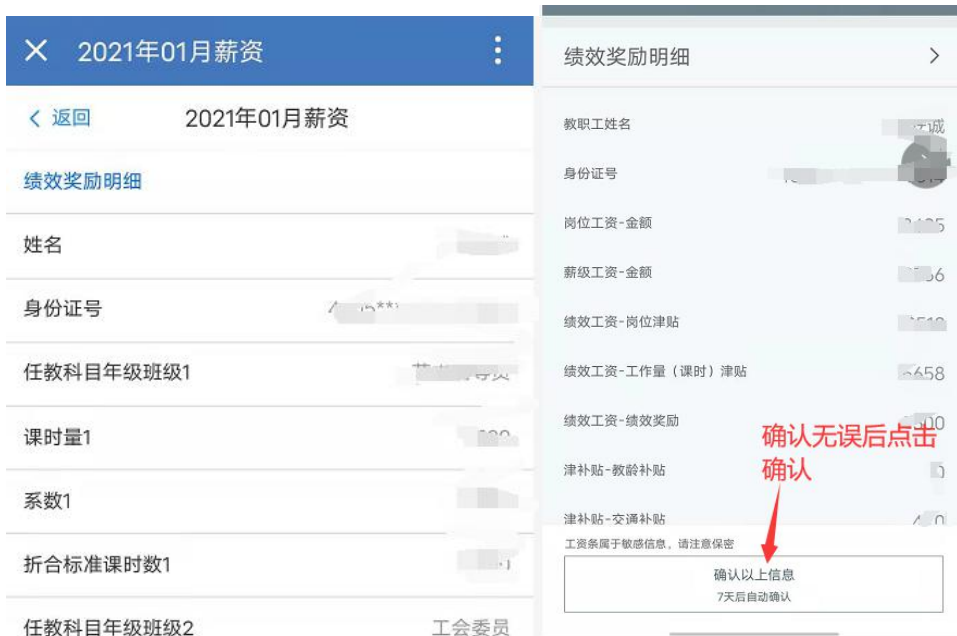 2021年01月薪资
返回
2021年01月薪资
绩效奖励明细
姓名
身份证号
任教科目年级班级1
课时量1
系数1
折合标准课时数1
任教科目年级班级2
工会委员
绩效奖励明细
教职工姓名
诚
身份证号
岗位工资-金额
薪级工资-金额
绩效工资-岗位津贴
绩效工资-工作量（课时）津贴
658
绩效工资-绩效奖励
确认无误后点击
确认
津补贴-教龄补贴
津补贴-交通补贴
工资条属于敏感信息，请注意保密
确认以上信息
7天后自动确认